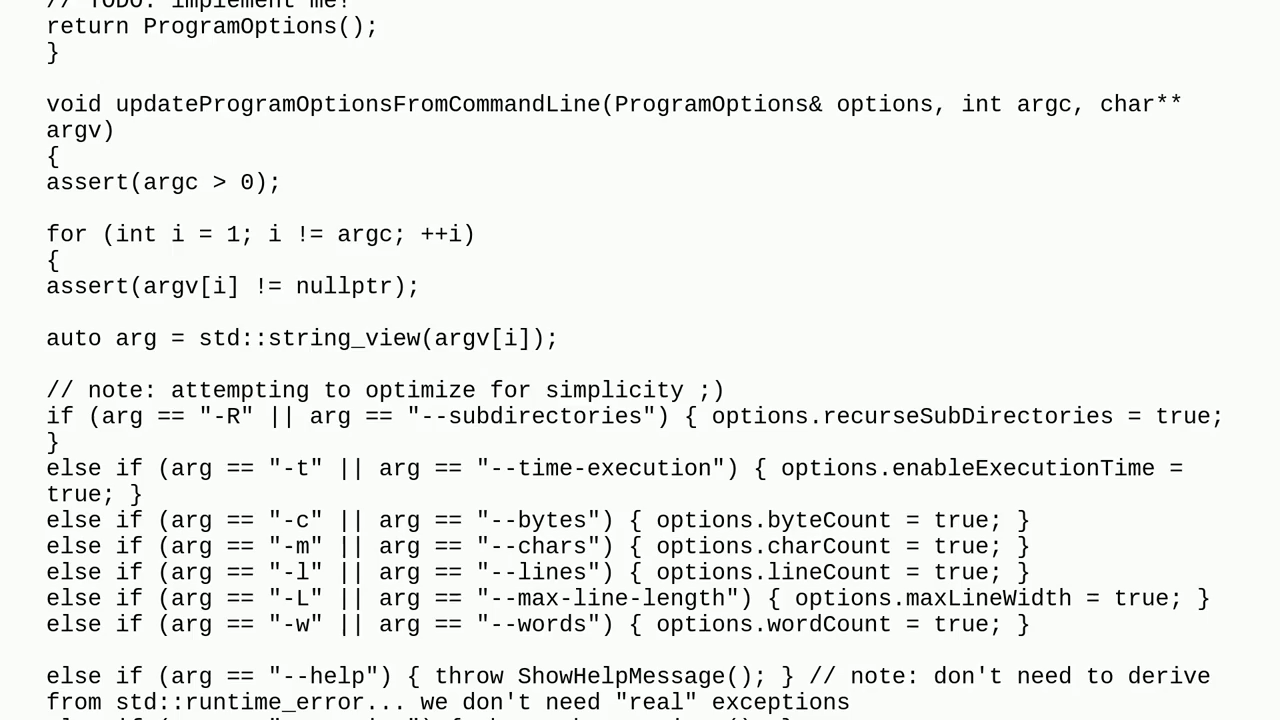 // TODO: implement me!
return ProgramOptions();
}

void updateProgramOptionsFromCommandLine(ProgramOptions& options, int argc, char**
argv)
{
assert(argc > 0);

for (int i = 1; i != argc; ++i)
{
assert(argv[i] != nullptr);

auto arg = std::string_view(argv[i]);

// note: attempting to optimize for simplicity ;)
if (arg == "-R" || arg == "--subdirectories") { options.recurseSubDirectories = true;
}
else if (arg == "-t" || arg == "--time-execution") { options.enableExecutionTime =
true; }
else if (arg == "-c" || arg == "--bytes") { options.byteCount = true; }
else if (arg == "-m" || arg == "--chars") { options.charCount = true; }
else if (arg == "-l" || arg == "--lines") { options.lineCount = true; }
else if (arg == "-L" || arg == "--max-line-length") { options.maxLineWidth = true; }
else if (arg == "-w" || arg == "--words") { options.wordCount = true; }

else if (arg == "--help") { throw ShowHelpMessage(); } // note: don't need to derive
from std::runtime_error... we don't need "real" exceptions